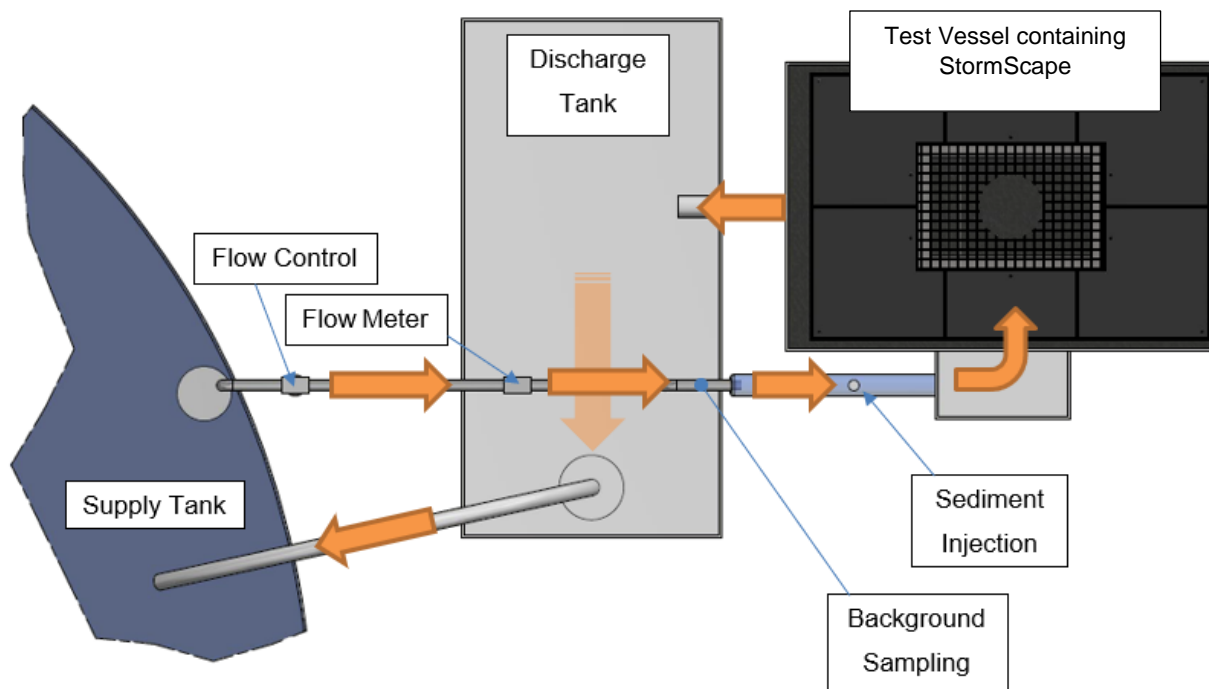 Test Vessel containing
StormScape
Discharge
Tank
Flow Control
Flow Meter
Supply Tank
Sediment
Injection
Background
Sampling